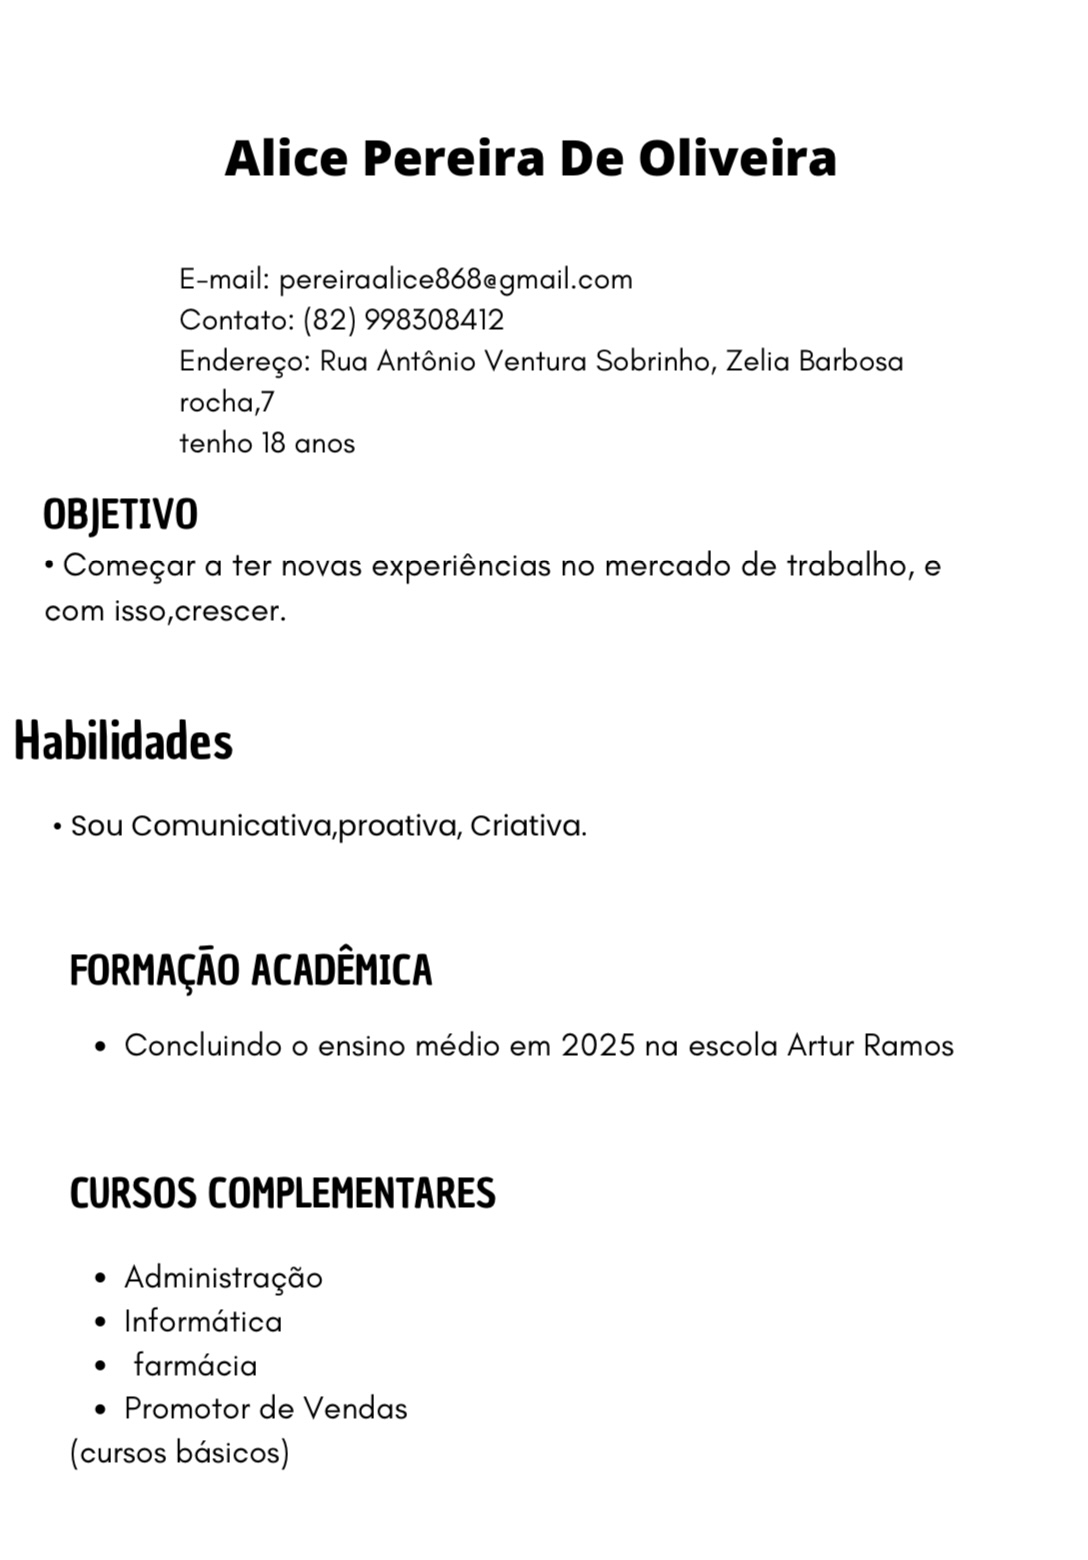 Alice Pereira De Oliveira
E-mail: pereiraalice868@gmail.com
Contato: (82) 998308412
Endereço: Rua Antônio Ventura Sobrinho, Zelia Barbosa
rocha,7
tenho 18 anos
OBJETIVO
• Começar a ter novas experiências no mercado de trabalho, e
com isso,crescer.
Habilidades
• Sou Comunicativa,proativa, Criativa.
FORMAÇÃO ACADÊMICA
• Concluindo o ensino médio em 2025 na escola Artur Ramos
CURSOS COMPLEMENTARES
• Administração
• Informática
• farmácia
• Promotor de Vendas
(cursos básicos)